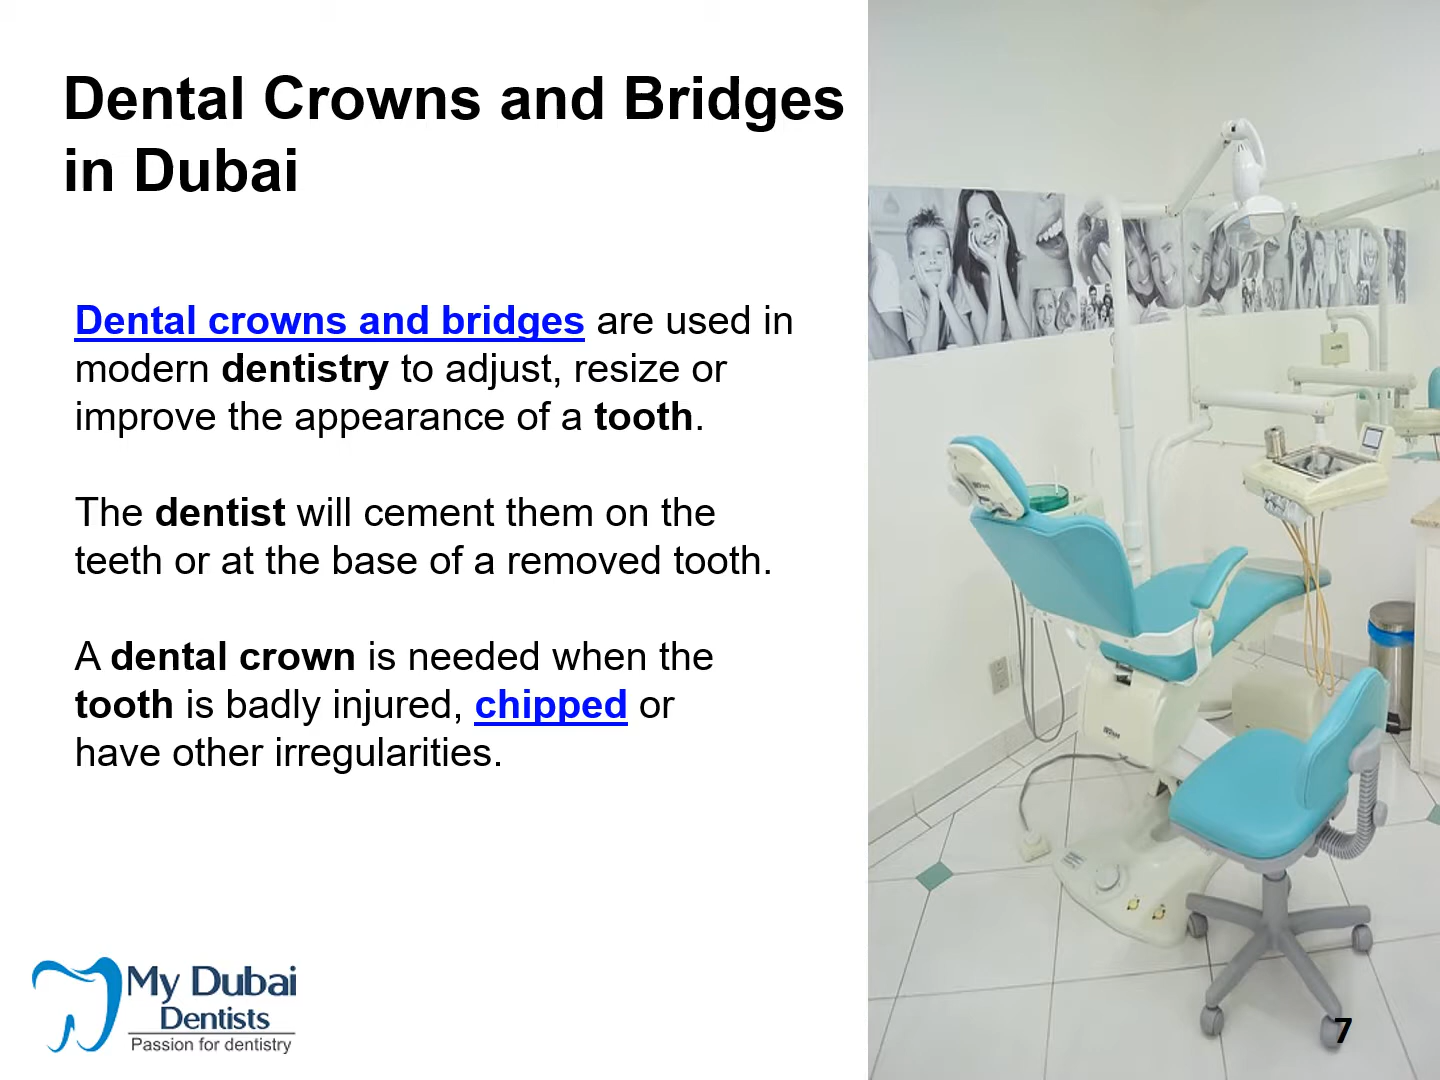 Dental Crowns and Bridges
in Dubai
Dental crowns and bridges are used in
modern dentistry to adjust, resize or
improve the appearance of a tooth.
The dentist will cement them on the
teeth or at the base of a removed tooth.
A dental crown is needed when the
tooth is badly injured, chipped or
have other irregularities.
My Dubai
Dentists
Passion for dentistry
7